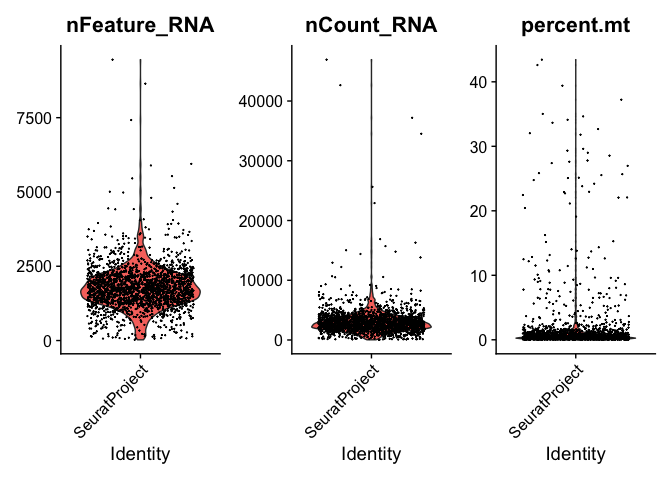 nFeature_RNA
7500
5000
2500
0
SeuratProject
Identity
nCount_RNA
40000
30000
20000
10000
0
SeuratProject
Identity
percent.mt
40
30
20
10
0
SeuratProject
Identity